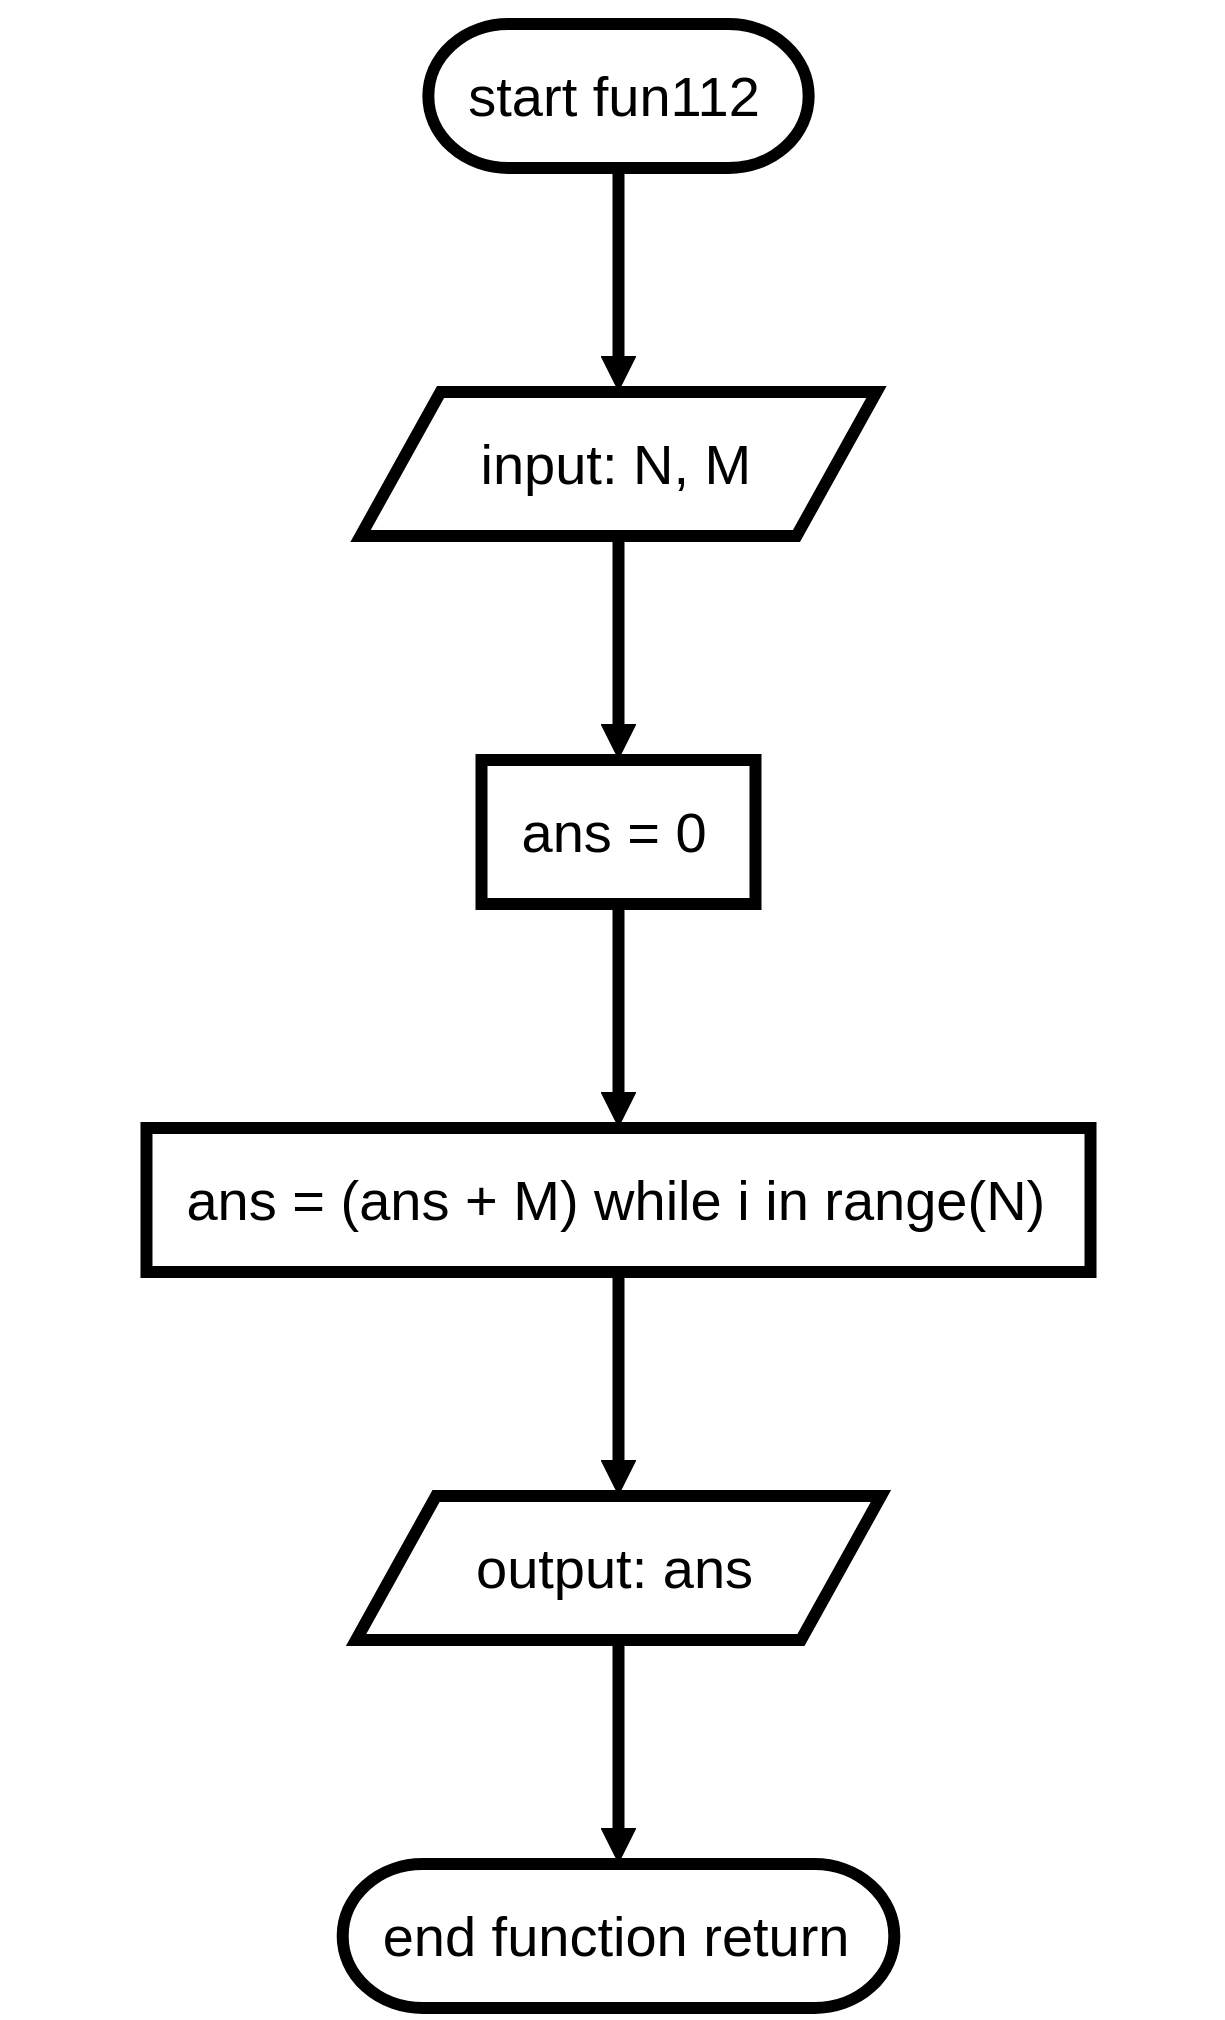 start fun112
input: N, M
ans = 0
ans = (ans + M) while i in range(N)
output: ans
end function return